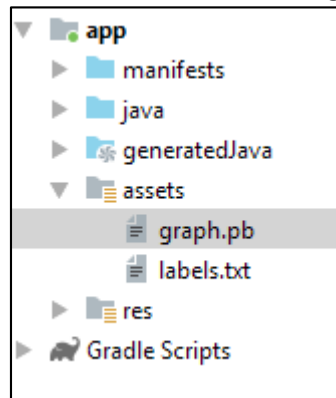 app
manifests
java
generatedJava
assets
graph.pb
labels.txt
res
Gradle Scripts